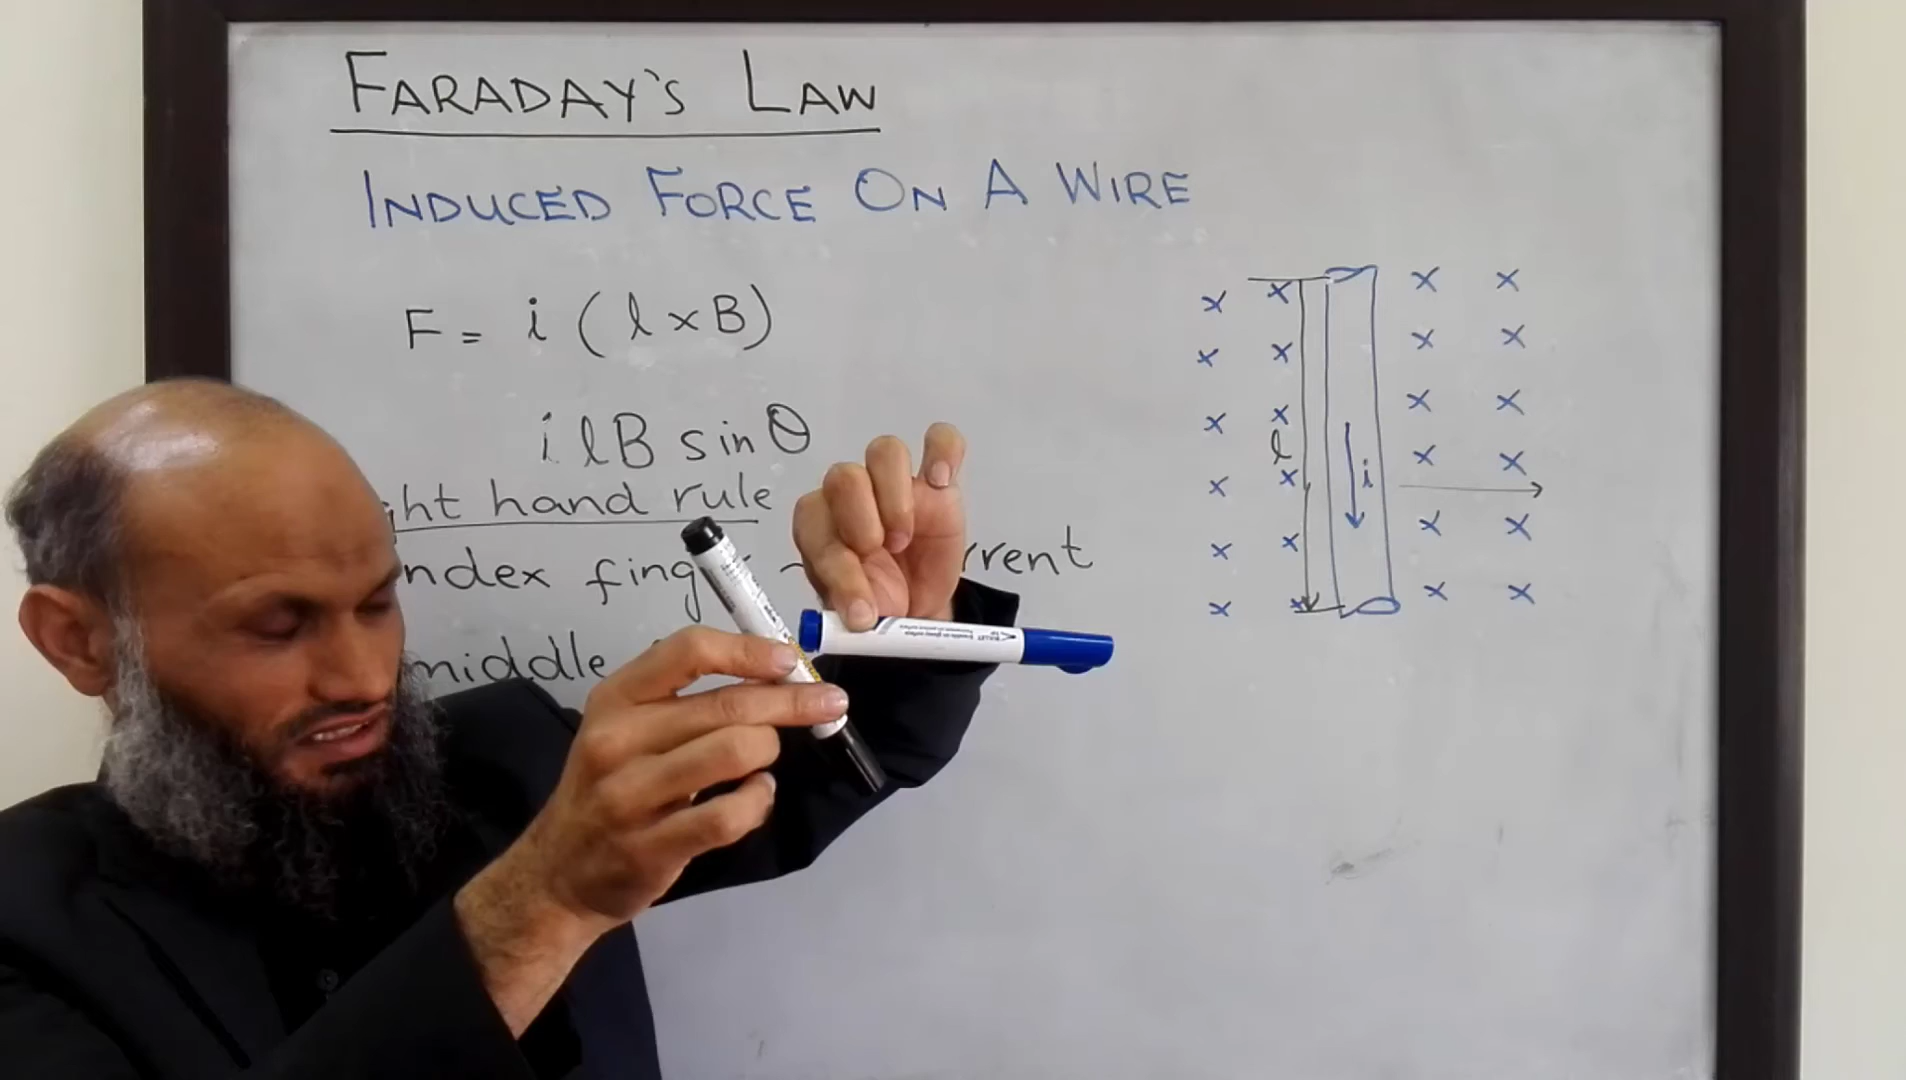 FARADAY'S LAW
INDUCED FORCE ON A WIRE
F = i ( l x B )
i l B sin θ
ght hand rule
ndex fing rrent
middle
x x x x
x x x x
x x x x
l x x x
x i x
x x x x
x x x x